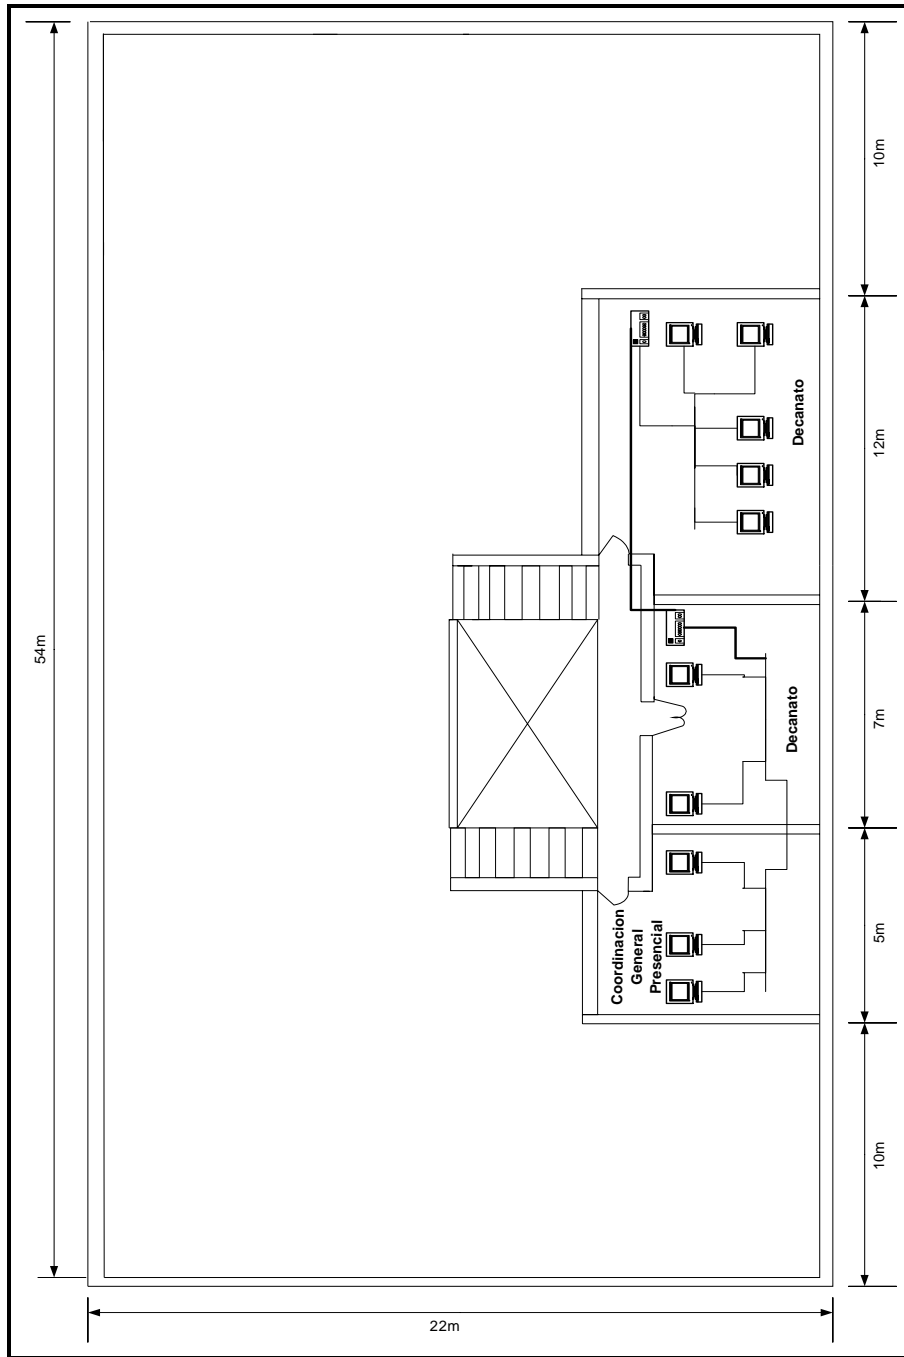 10m
Decanato
12m
54m
Decanato
7m
Coordinacion
General
Presencial
5m
10m
22m